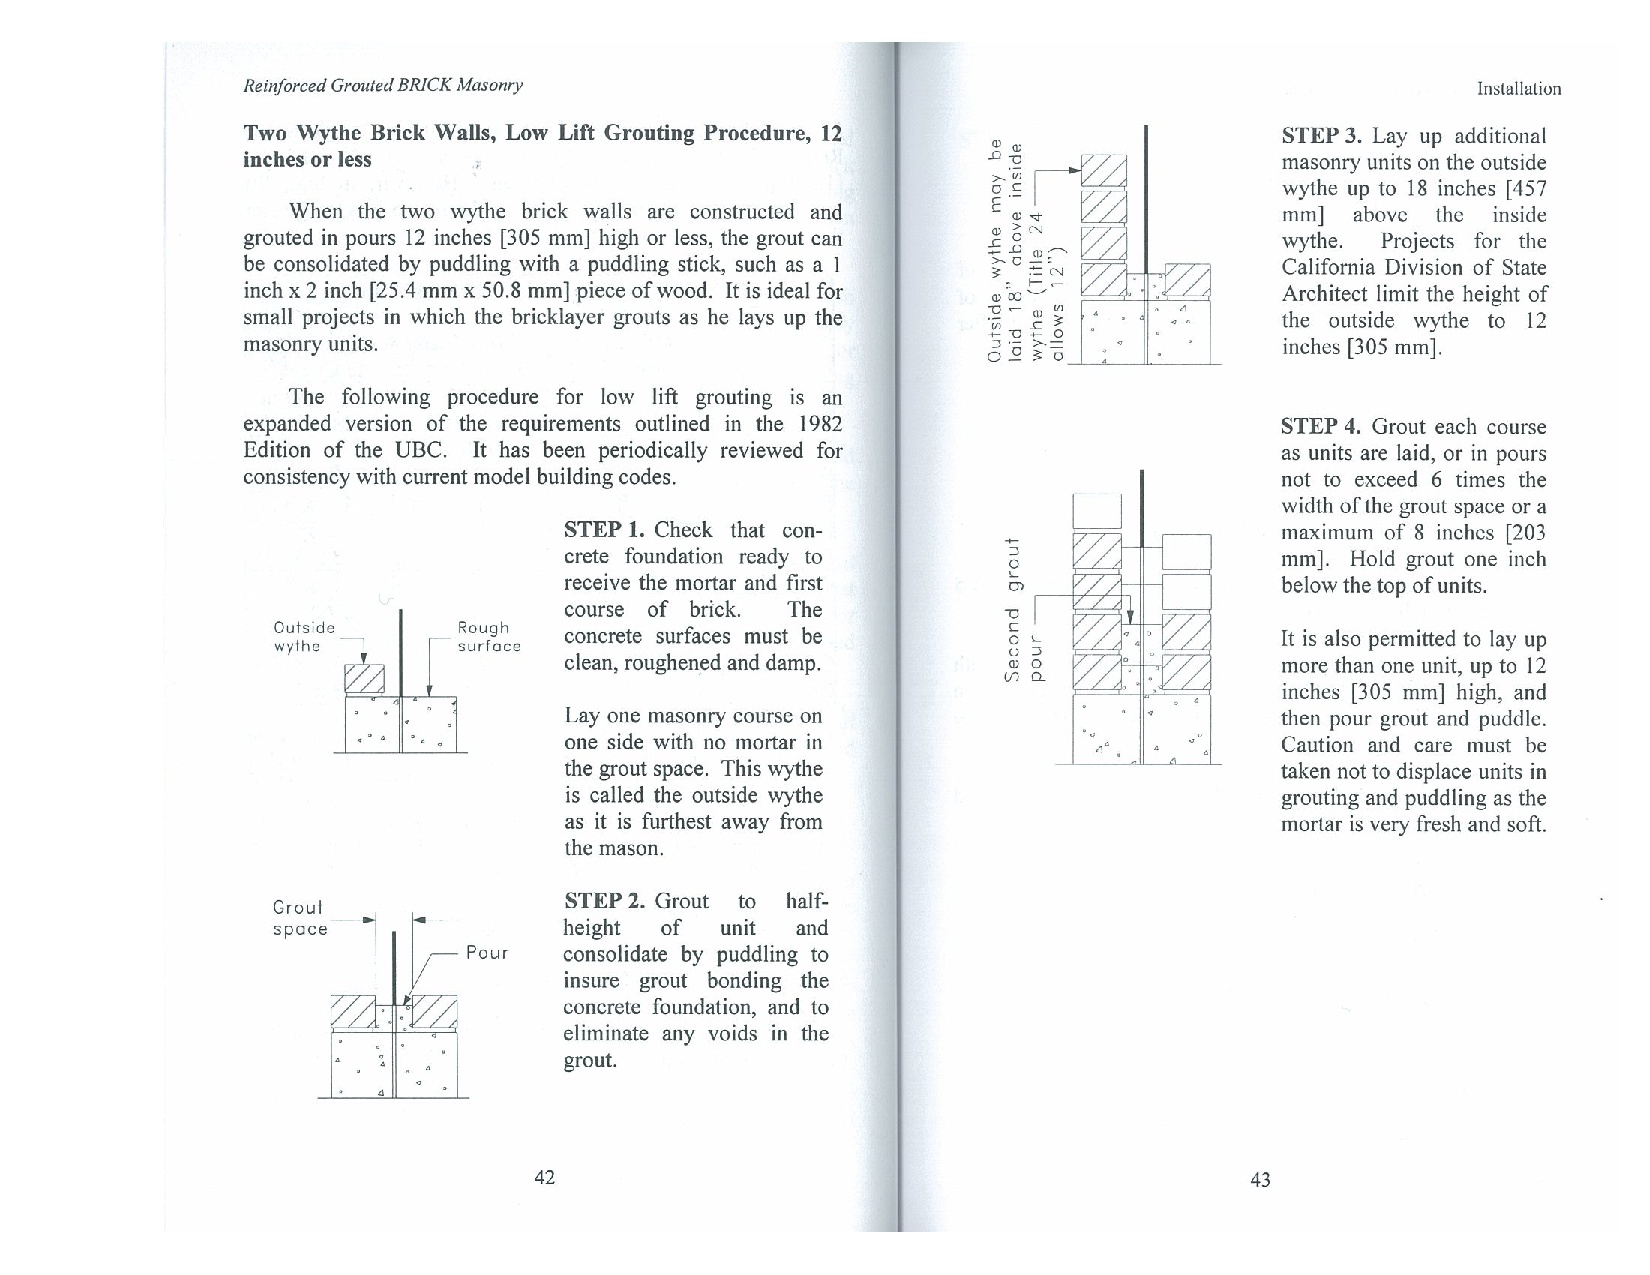 Reinforced Grouted BRICK Masonry
Two Wythe Brick Walls, Low Lift Grouting Procedure, 12
inches or less
When the two wythe brick walls are constructed and
grouted in pours 12 inches [305 mm] high or less, the grout can
be consolidated by puddling with a puddling stick, such as a 1
inch x 2 inch [25.4 mm x 50.8 mm] piece of wood. It is ideal for
small projects in which the bricklayer grouts as he lays up the
masonry units.
The following procedure for low lift grouting is an
expanded version of the requirements outlined in the 1982
Edition of the UBC. It has been periodically reviewed for
consistency with current model building codes.
Outside
wythe
Rough
surface
STEP 1. Check that con-
crete foundation ready to
receive the mortar and first
course of brick. The
concrete surfaces must be
clean, roughened and damp.
Lay one masonry course on
one side with no mortar in
the grout space. This wythe
is called the outside wythe
as it is furthest away from
the mason.
Grout
space
Pour
STEP 2. Grout to half-
height of unit and
consolidate by puddling to
insure grout bonding the
concrete foundation, and to
eliminate any voids in the
grout.
42
Installation
Outside wythe may be
laid 18" above inside
wythe (Title 24
allows 12")
STEP 3. Lay up additional
masonry units on the outside
wythe up to 18 inches [457
mm] above the inside
wythe. Projects for the
California Division of State
Architect limit the height of
the outside wythe to 12
inches [305 mm].
Second grout
pour
STEP 4. Grout each course
as units are laid, or in pours
not to exceed 6 times the
width of the grout space or a
maximum of 8 inches [203
mm]. Hold grout one inch
below the top of units.
It is also permitted to lay up
more than one unit, up to 12
inches [305 mm] high, and
then pour grout and puddle.
Caution and care must be
taken not to displace units in
grouting and puddling as the
mortar is very fresh and soft.
43